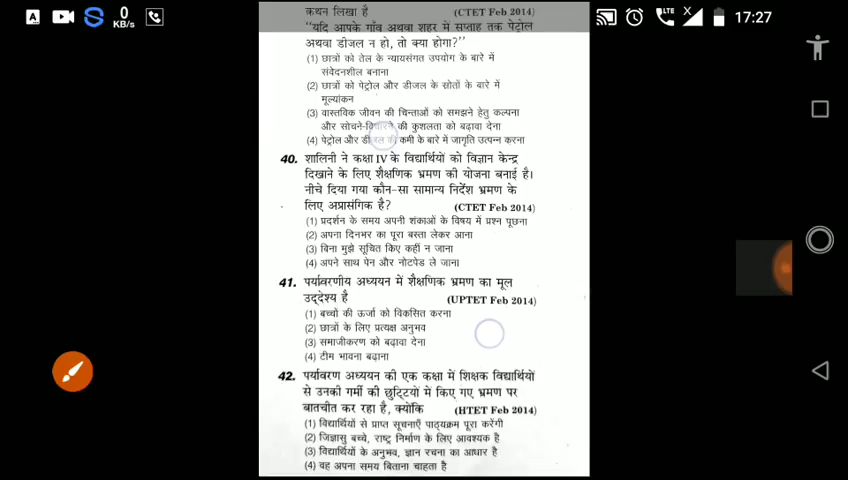 A S 0 KB/s LTE 17:27
कथन लिखा है (CTET Feb 2014)
"यदि आपके गाँव अथवा शहर में सप्ताह तक पेट्रोल
अथवा डीजल न हो, तो क्या होगा?"
(1) छात्रों को तेल के न्यायसंगत उपयोग के बारे में
संवेदनशील बनाना
(2) छात्रों को पेट्रोल और डीजल के स्रोतों के बारे में
मूल्यांकन
(3) वास्तविक जीवन की चिन्ताओं को समझने हेतु कल्पना
और सोचने-विचारने की कुशलता को बढ़ावा देना
(4) पेट्रोल और डीजल की कमी के बारे में जागृति उत्पन्न करना
40. शालिनी ने कक्षा IV के विद्यार्थियों को विज्ञान केन्द्र
दिखाने के लिए शैक्षणिक भ्रमण की योजना बनाई है।
नीचे दिया गया कौन-सा सामान्य निर्देश भ्रमण के
लिए अप्रासंगिक है? (CTET Feb 2014)
(1) प्रदर्शन के समय अपनी शंकाओं के विषय में प्रश्न पूछना
(2) अपना दिनभर का पूरा बस्ता लेकर आना
(3) बिना मुझे सूचित किए कहीं न जाना
(4) अपने साथ पेन और नोटपेड ले जाना
41. पर्यावरणीय अध्ययन में शैक्षणिक भ्रमण का मूल
उद्देश्य है (UPTET Feb 2014)
(1) बच्चो की ऊर्जा को विकसित करना
(2) छात्रों के लिए प्रत्यक्ष अनुभव
(3) समाजीकरण को बढ़ावा देना
(4) टीम भावना बढ़ाना
42. पर्यावरण अध्ययन की एक कक्षा में शिक्षक विद्यार्थियों
से उनकी गर्मी की छुट्टियों में किए गए भ्रमण पर
बातचीत कर रहा है, क्योंकि (HTET Feb 2014)
(1) विद्यार्थियों से प्राप्त सूचनाएँ पाठ्यक्रम पूरा करेंगी
(2) जिज्ञासु बच्चे, राष्ट्र निर्माण के लिए आवश्यक है
(3) विद्यार्थियों के अनुभव, ज्ञान रचना का आधार है
(4) वह अपना समय बिताना चाहता है